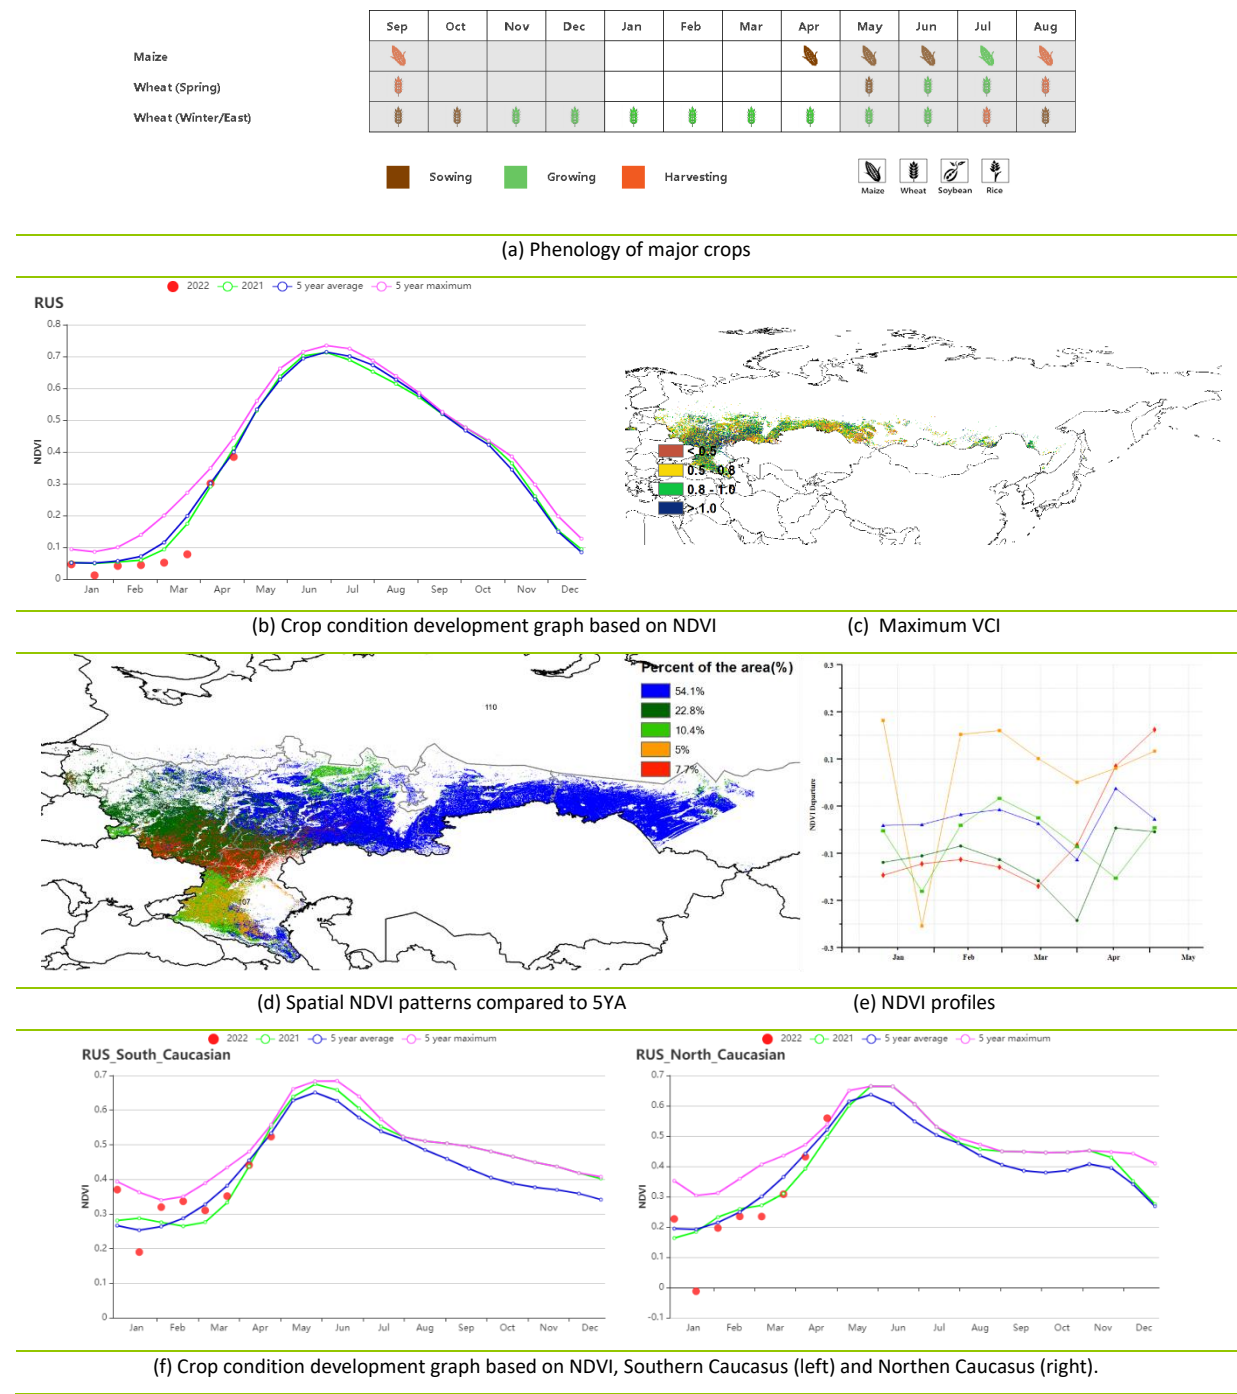 Sep Oct Nov Dec Jan Feb Mar Apr May Jun Jul Aug
Maize
Wheat (Spring)
Wheat (Winter/East)
Sowing Growing Harvesting
Maize Wheat Soybean Rice
(a) Phenology of major crops
2022 2021 5 year average 5 year maximum
RUS
NDVI
0.8
0.7
0.6
0.5
0.4
0.3
0.2
0.1
0
Jan Feb Mar Apr May Jun Jul Aug Sep Oct Nov Dec
< 0.5
0.5 - 0.8
0.8 - 1.0
> 1.0
(b) Crop condition development graph based on NDVI
(c) Maximum VCI
Percent of the area(%)
54.1%
22.8%
10.4%
5%
7.7%
110
107
0.3
0.2
0.1
-0.0
-0.1
-0.2
-0.3
NDVI Departure
Jan Feb Mar Apr May
(d) Spatial NDVI patterns compared to 5YA
(e) NDVI profiles
2022 2021 5 year average 5 year maximum
RUS_South_Caucasian
NDVI
0.7
0.6
0.5
0.4
0.3
0.2
0.1
0
Jan Feb Mar Apr May Jun Jul Aug Sep Oct Nov Dec
2022 2021 5 year average 5 year maximum
RUS_North_Caucasian
NDVI
0.7
0.6
0.5
0.4
0.3
0.2
0.1
0
-0.1
Jan Feb Mar Apr May Jun Jul Aug Sep Oct Nov Dec
(f) Crop condition development graph based on NDVI, Southern Caucasus (left) and Northen Caucasus (right).